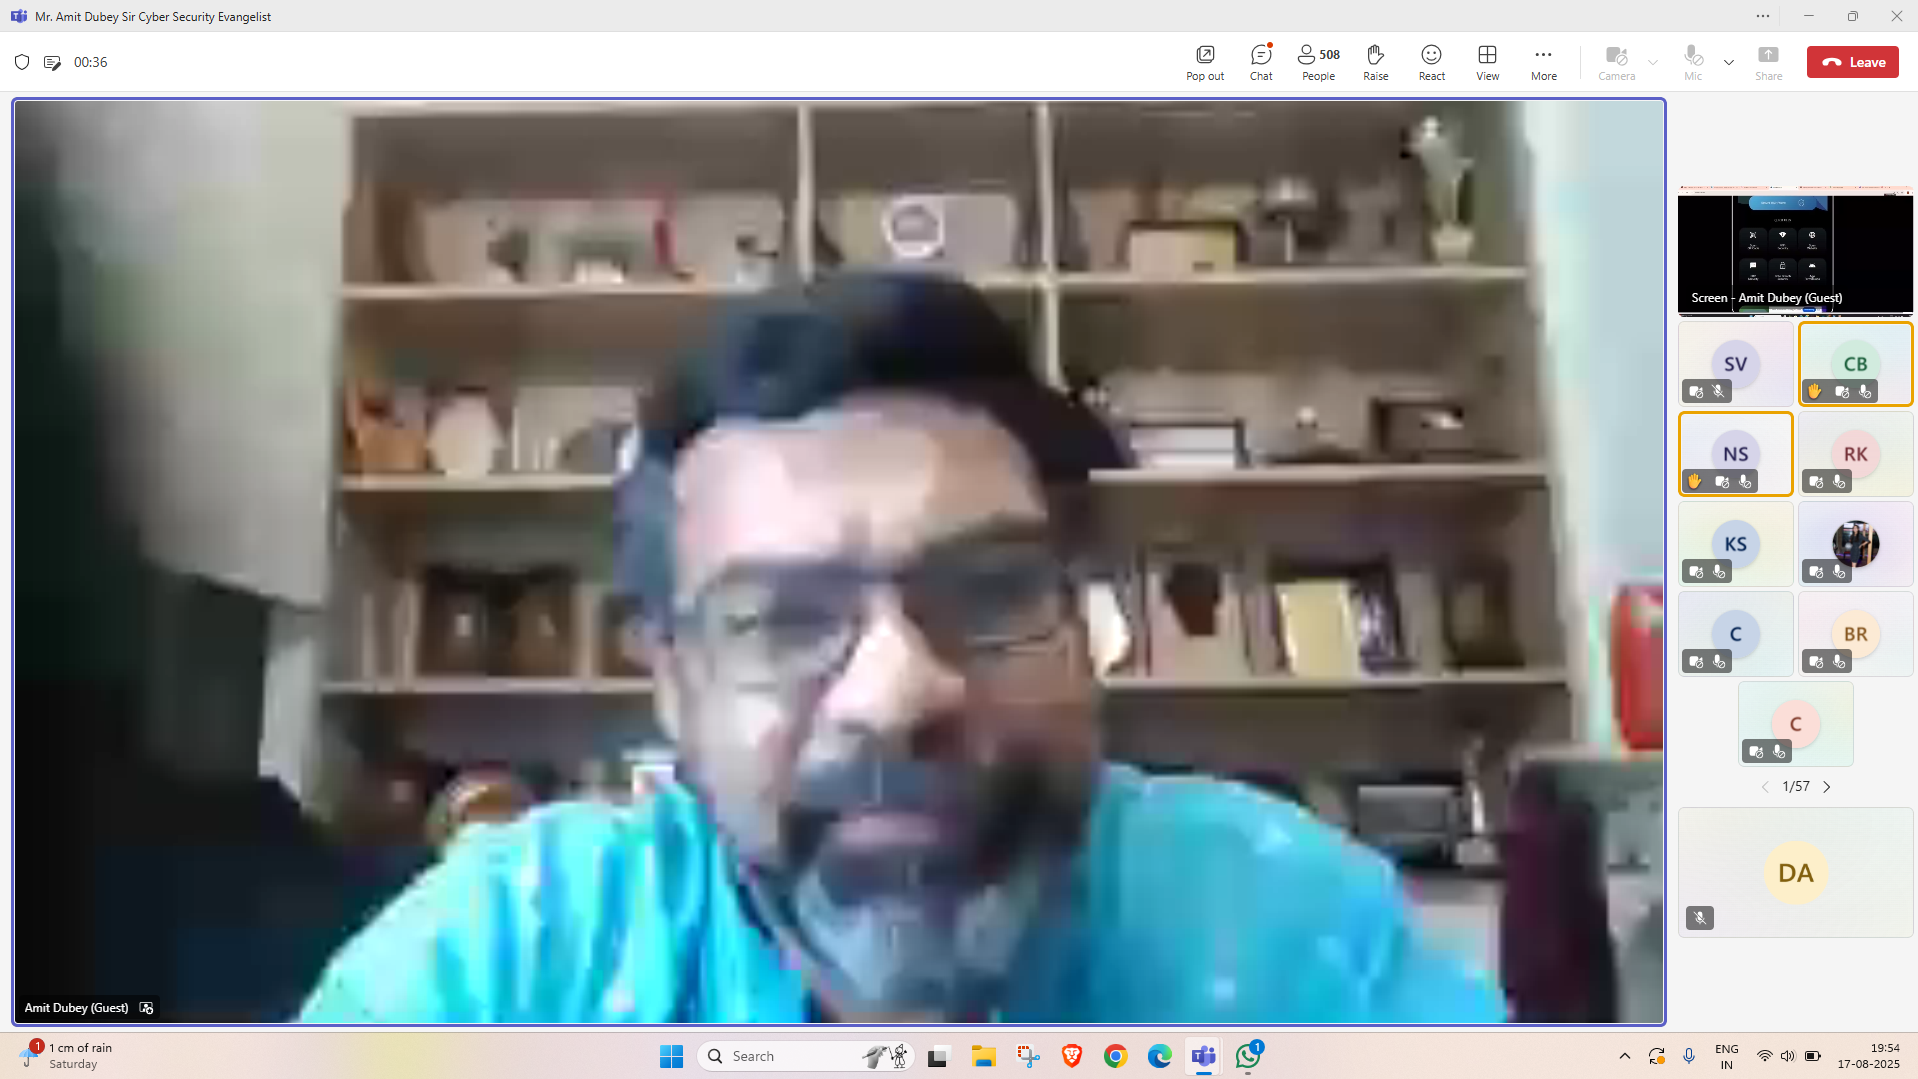 Mr. Amit Dubey Sir Cyber Security Evangelist
00:36
Pop out
Chat
508
People
Raise
React
View
More
Camera
Mic
Share
Leave
Screen - Amit Dubey (Guest)
SV
CB
NS
RK
KS
C
BR
C
1/57
DA
Amit Dubey (Guest)
1
1 cm of rain
Saturday
Search
1
ENG
IN
19:54
17-08-2025